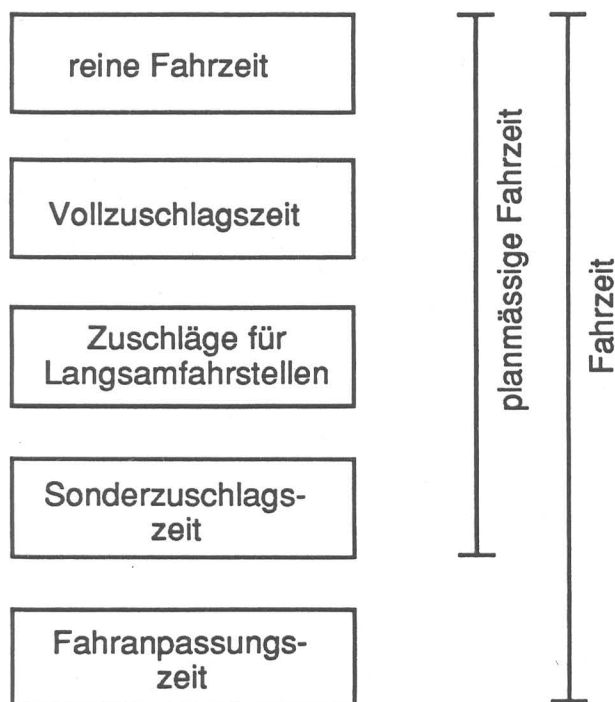 reine Fahrzeit
Vollzuschlagszeit
Zuschläge für
Langsamfahrstellen
Sonderzuschlags-
zeit
Fahranpassungs-
zeit
planmässige Fahrzeit
Fahrzeit